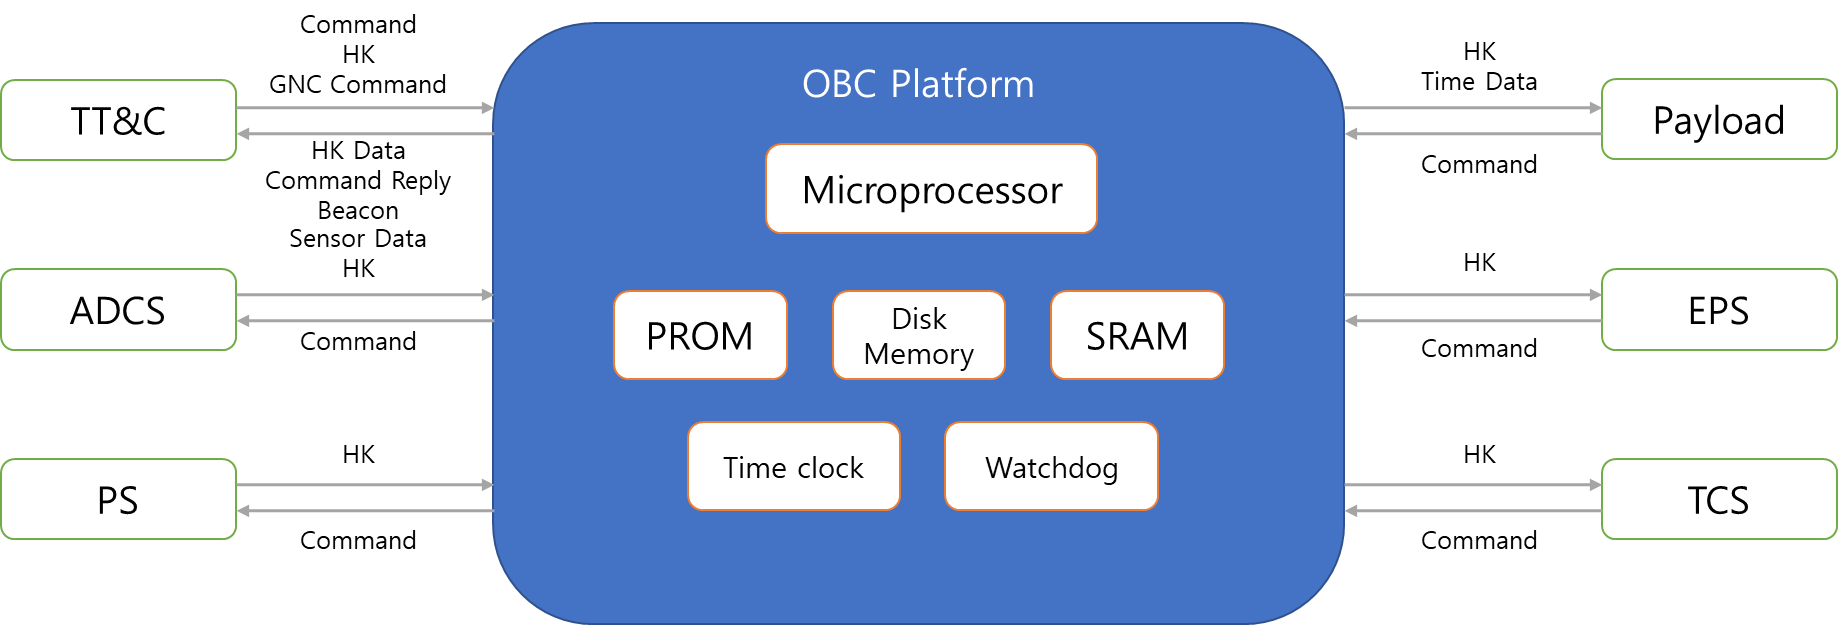 Command
HK
GNC Command
TT&C
HK Data
Command Reply
Beacon
Sensor Data
HK
ADCS
Command
HK
PS
Command
OBC Platform
Microprocessor
PROM
Disk
Memory
SRAM
Time clock
Watchdog
HK
Time Data
Payload
Command
HK
EPS
Command
HK
TCS
Command